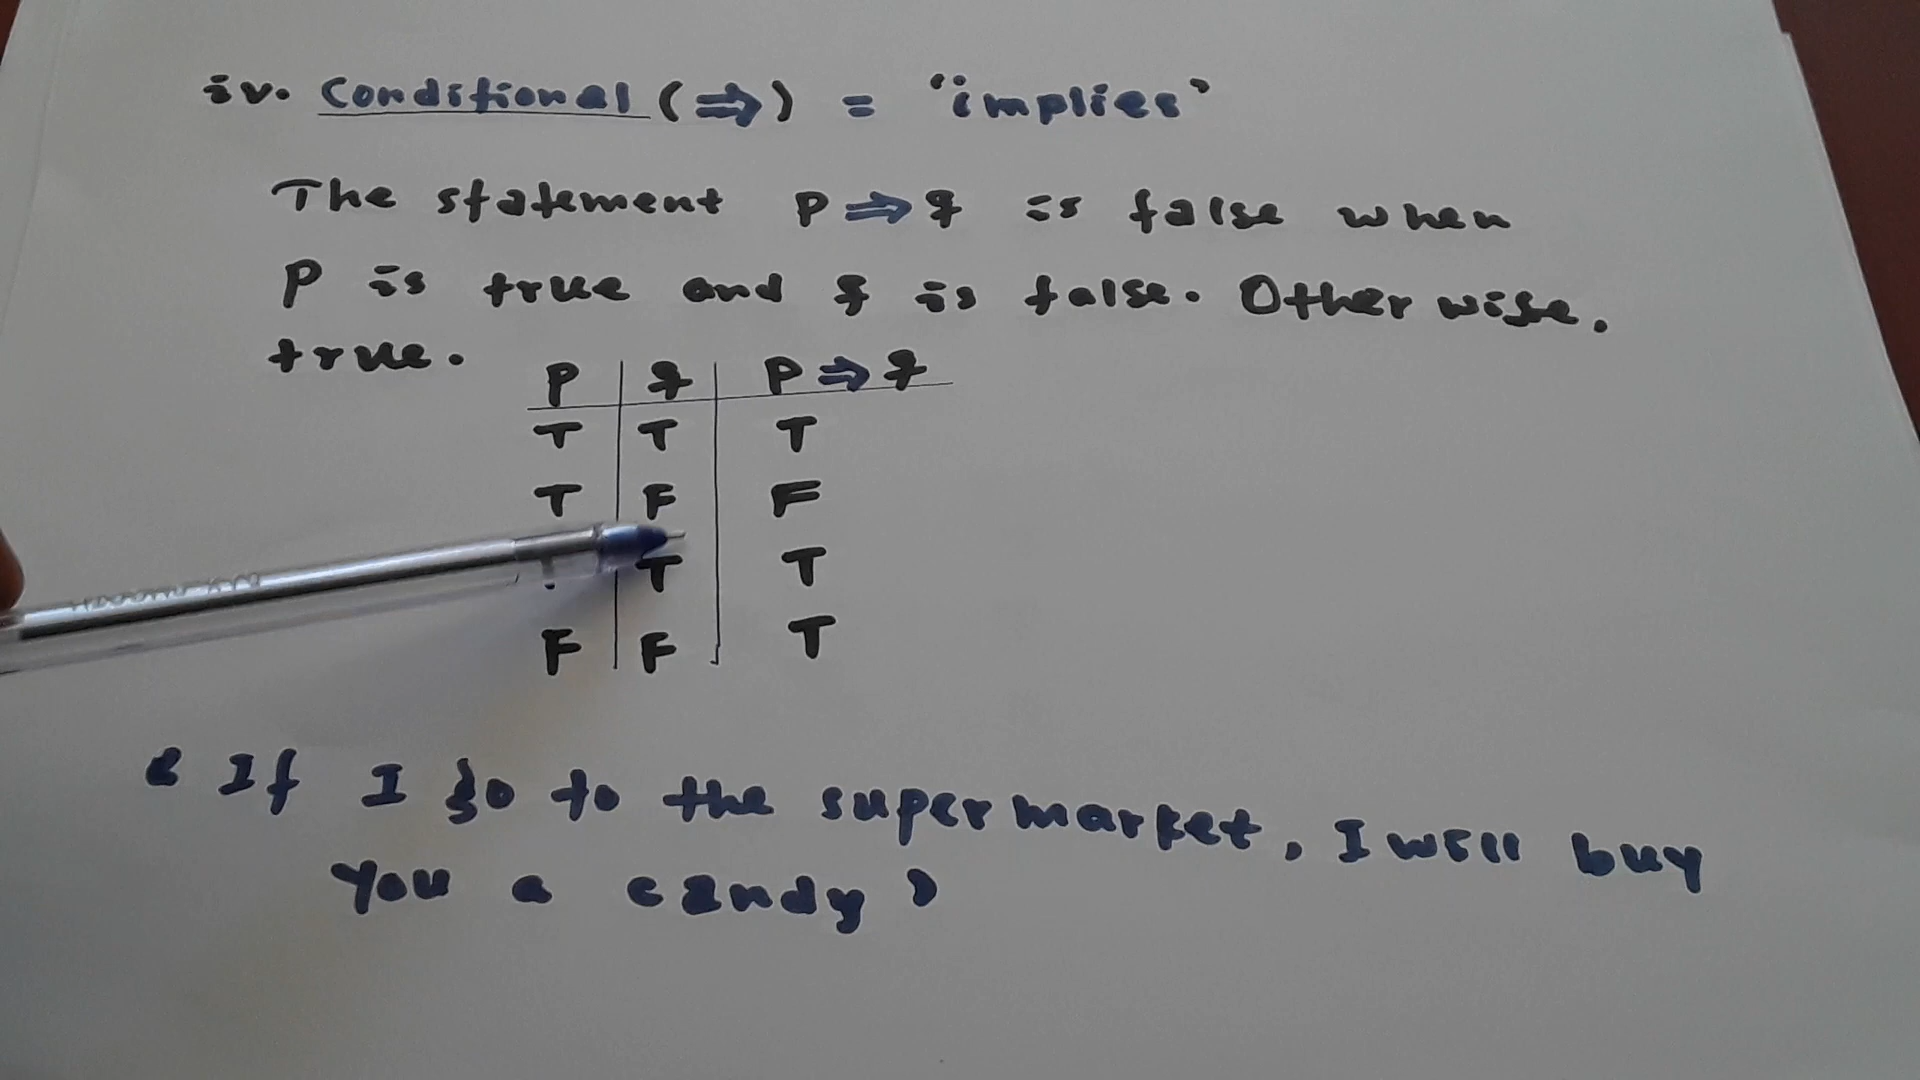 iv. Conditional (⇒) = "implies"
The statement P ⇒ q is false when
P is true and q is false. Otherwise,
true.
P q P ⇒ q
T T T
T F F
T T
F F T
' If I go to the supermarket, I will buy
you a candy '